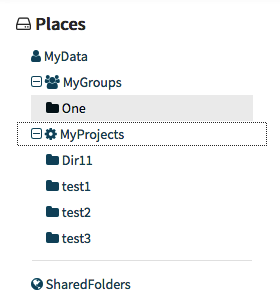 Places
MyData
MyGroups
One
MyProjects
Dir11
test1
test2
test3
SharedFolders